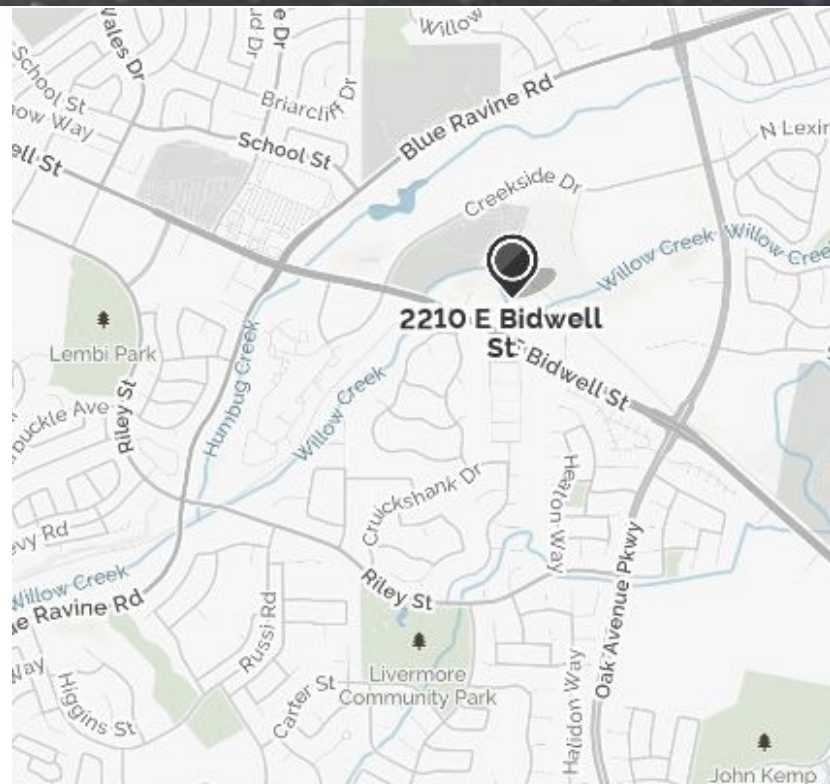 Willow
Wales Dr
School St
Briarcliff Dr
School St
Blue Ravine Rd
N Lexin
ell St
Creekside Dr
Willow Creek
Willow Cree
2210 E Bidwell
St
Bidwell St
Lembi Park
Humbug Creek
Willow Creek
Riley St
Cruickshank Dr
Heaton Way
Riley St
Oak Avenue Pkwy
Willow Creek
Russi Rd
Livermore
Community Park
Higgins St
Carter St
Halidon Way
John Kemp